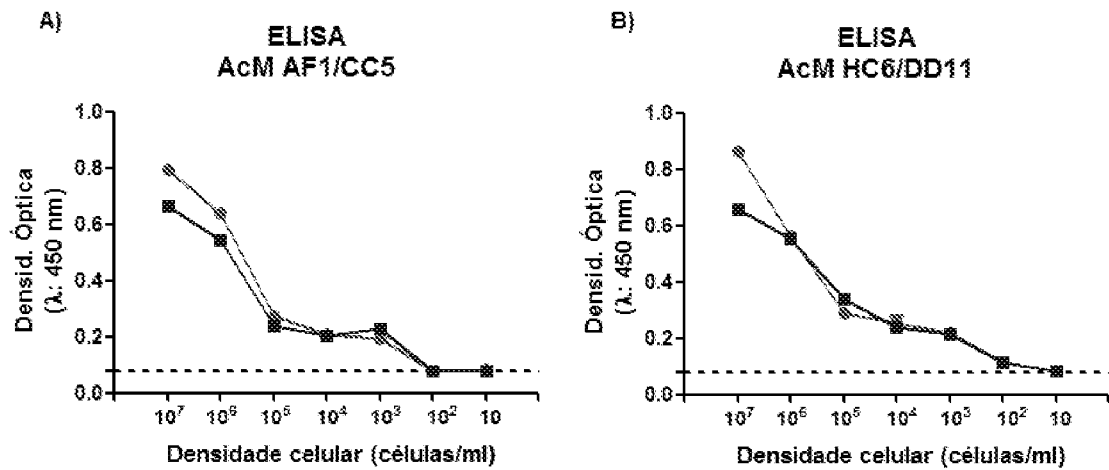 A)
ELISA
AcM AF1/CC5
Densid. Óptica
(λ: 450 nm)
1.0
0.8
0.6
0.4
0.2
0.0
10⁷ 10⁶ 10⁵ 10⁴ 10³ 10² 10
Densidade celular (células/ml)
B)
ELISA
AcM HC6/DD11
Densid. Óptica
(λ: 450 nm)
1.0
0.8
0.6
0.4
0.2
0.0
10⁷ 10⁶ 10⁵ 10⁴ 10³ 10² 10
Densidade celular (células/ml)